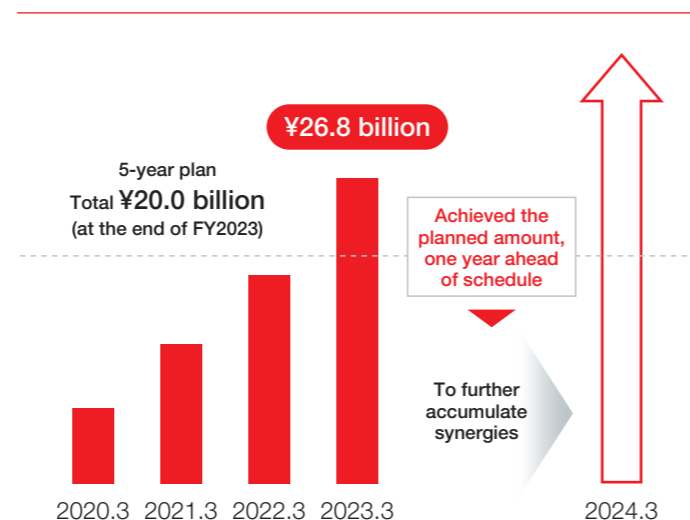 ¥26.8 billion
5-year plan
Total ¥20.0 billion
(at the end of FY2023)
Achieved the
planned amount,
one year ahead
of schedule
To further
accumulate
synergies
2020.3 2021.3 2022.3 2023.3 2024.3